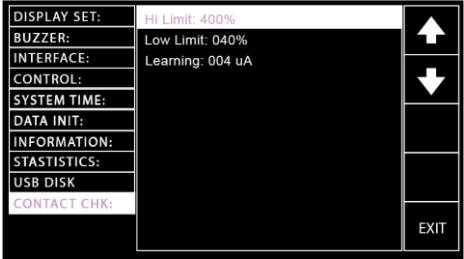 DISPLAY SET:
BUZZER:
INTERFACE:
CONTROL:
SYSTEM TIME:
DATA INIT:
INFORMATION:
STASTISTICS:
USB DISK
CONTACT CHK:
Hi Limit: 400%
Low Limit: 040%
Learning: 004 uA
EXIT